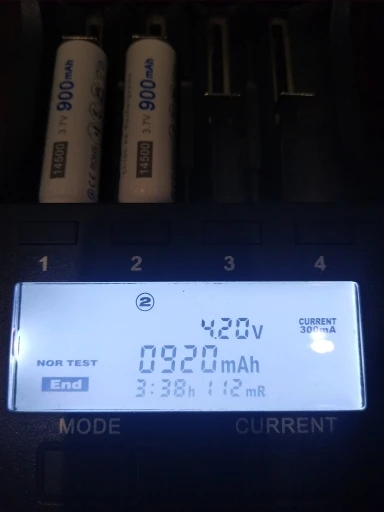 900mAh
3.7V
14500
900mAh
3.7V
14500
1 2 3 4
②
4.20V
CURRENT
300mA
NOR TEST
0920mAh
End
3:38h 112mR
MODE CURRENT